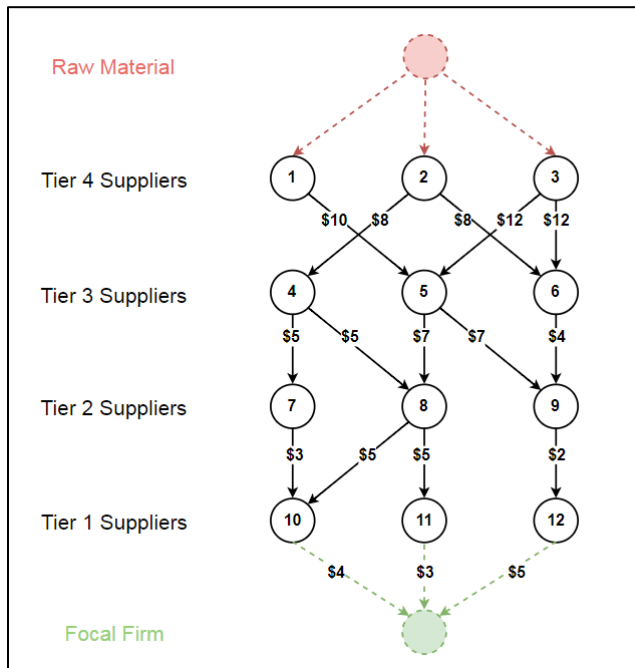 Raw Material
Tier 4 Suppliers 1 2 3
$10 $8 $8 $12 $12
Tier 3 Suppliers 4 5 6
$5 $5 $7 $7 $4
Tier 2 Suppliers 7 8 9
$3 $5 $5 $2
Tier 1 Suppliers 10 11 12
$4 $3 $5
Focal Firm